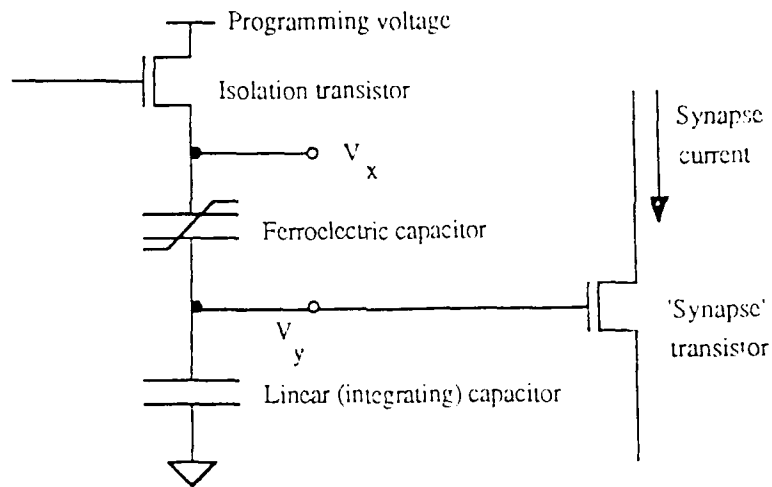 Programming voltage
Isolation transistor
Synapse
current
V
x
Ferroelectric capacitor
'Synapse'
transistor
V
y
Linear (integrating) capacitor